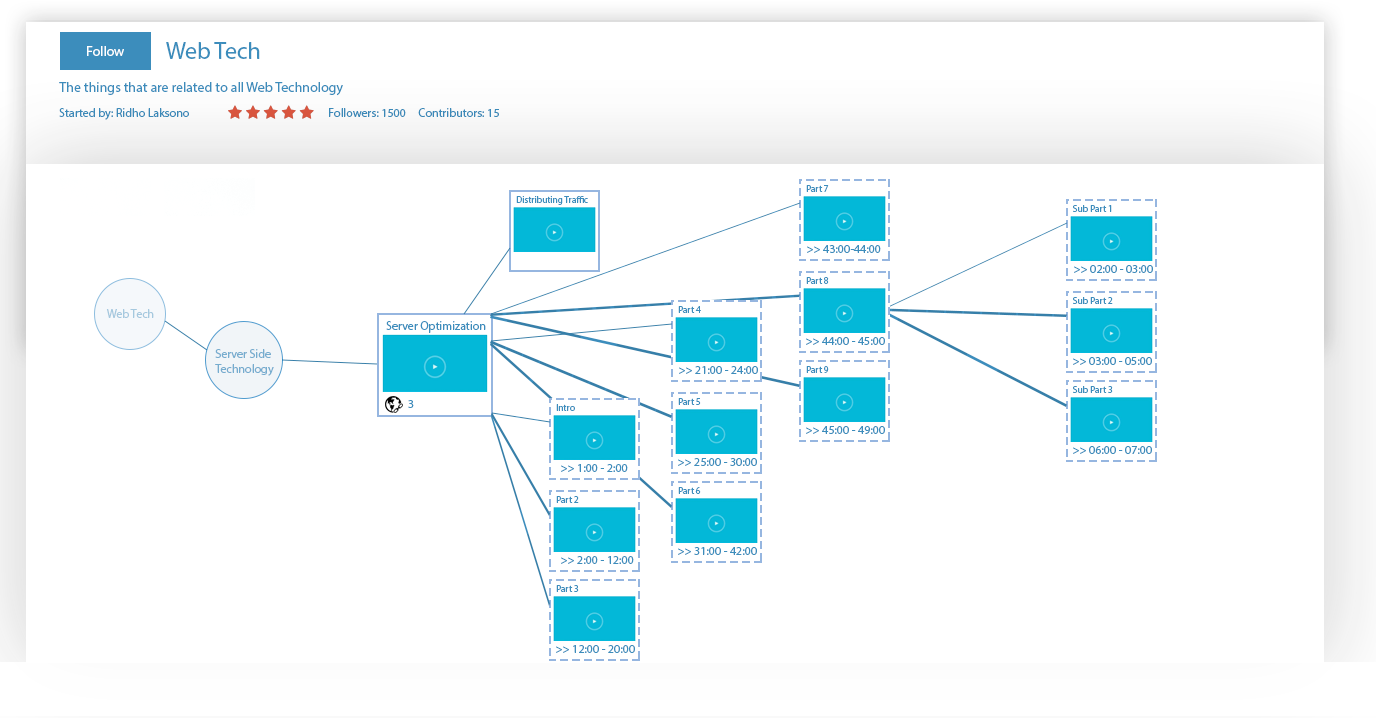 Follow
Web Tech
The things that are related to all Web Technology
Started by: Ridho Laksono
Followers: 1500
Contributors: 15
Web Tech
Server Side
Technology
Server Optimization
3
Distributing Traffic
Intro
>> 1:00 - 2:00
Part 2
>> 2:00 - 12:00
Part 3
>> 12:00 - 20:00
Part 4
>> 21:00 - 24:00
Part 5
>> 25:00 - 30:00
Part 6
>> 31:00 - 42:00
Part 7
>> 43:00-44:00
Part 8
>> 44:00 - 45:00
Part 9
>> 45:00 - 49:00
Sub Part 1
>> 02:00 - 03:00
Sub Part 2
>> 03:00 - 05:00
Sub Part 3
>> 06:00 - 07:00